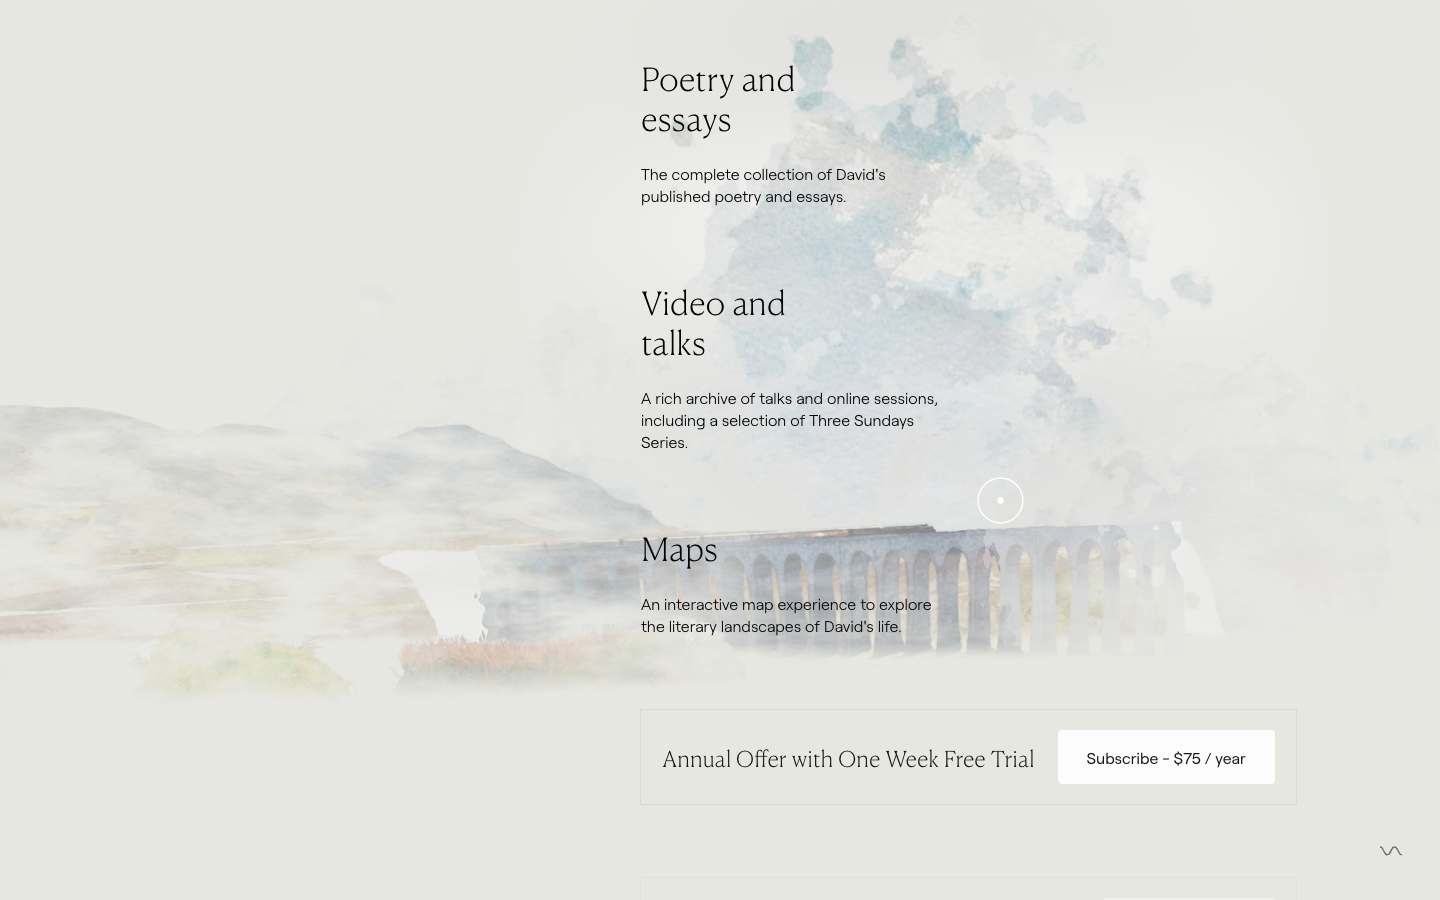 Poetry and
essays
The complete collection of David's
published poetry and essays.
Video and
talks
A rich archive of talks and online sessions,
including a selection of Three Sundays
Series.
Maps
An interactive map experience to explore
the literary landscapes of David's life.
Annual Offer with One Week Free Trial
Subscribe - $75 / year